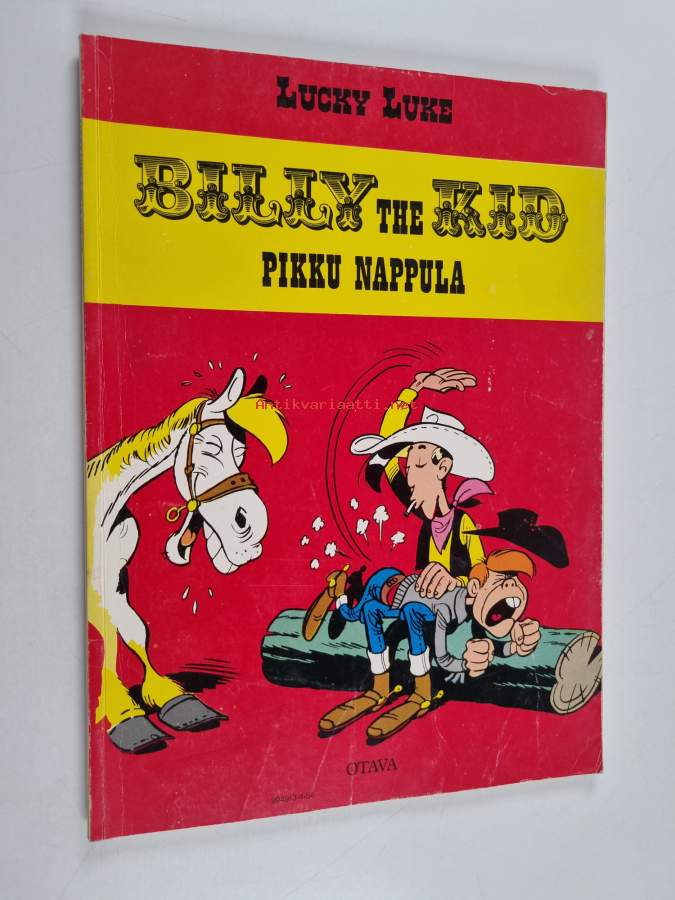 LUCKY LUKE
BILLY THE KID
PIKKU NAPPULA
Antikvariaatti.net
OTAVA